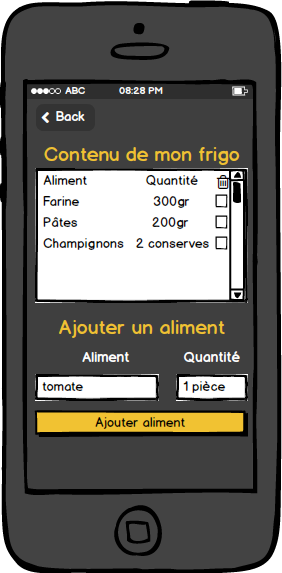 ABC 08:28 PM
Back
Contenu de mon frigo
Aliment Quantité
Farine 300gr
Pâtes 200gr
Champignons 2 conserves
Ajouter un aliment
Aliment Quantité
tomate 1 pièce
Ajouter aliment